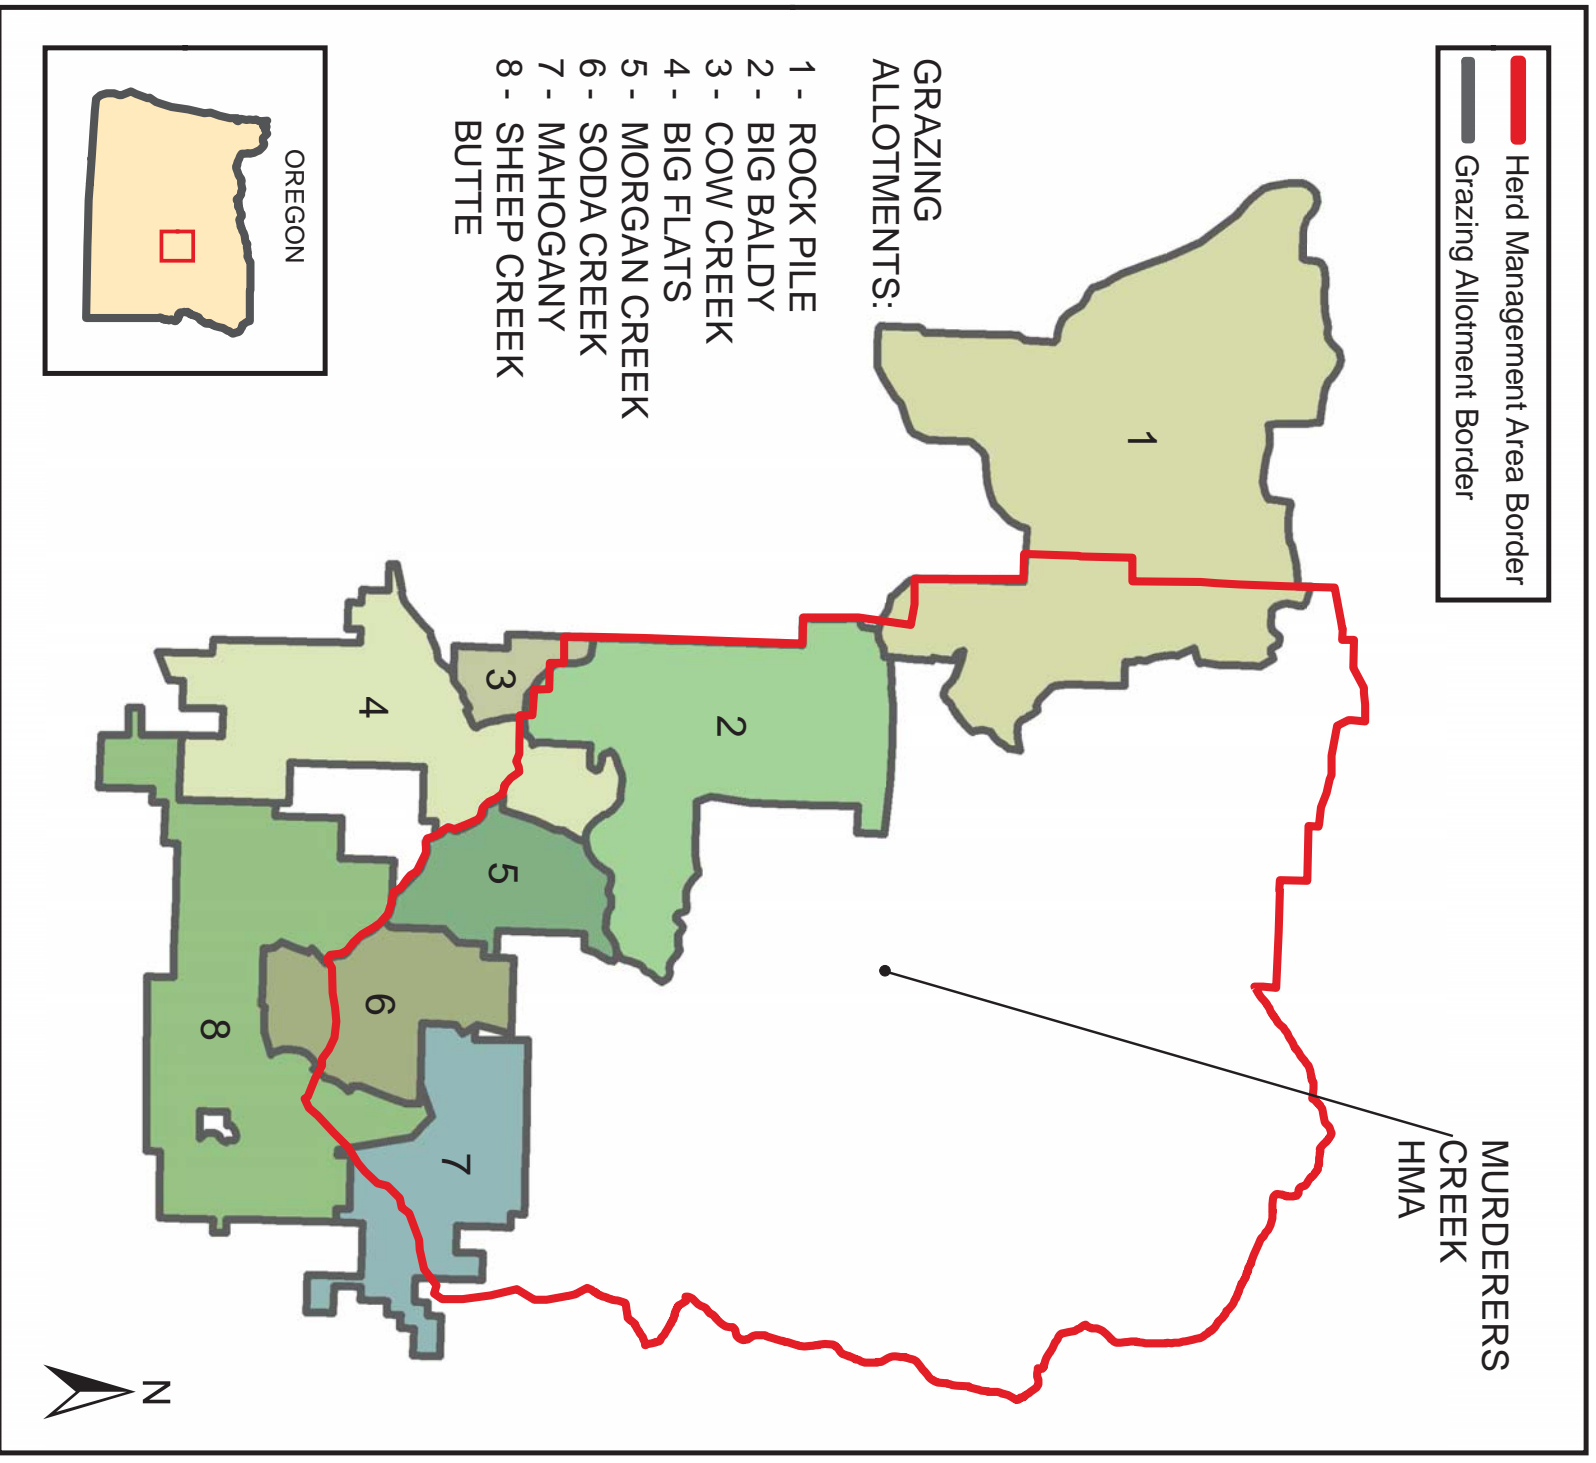 Herd Management Area Border
Grazing Allotment Border
MURDERERS
CREEK
HMA
GRAZING
ALLOTMENTS:
1 - ROCK PILE
2 - BIG BALDY
3 - COW CREEK
4 - BIG FLATS
5 - MORGAN CREEK
6 - SODA CREEK
7 - MAHOGANY
8 - SHEEP CREEK
BUTTE
1
2
3
4
5
6
7
8
OREGON
N